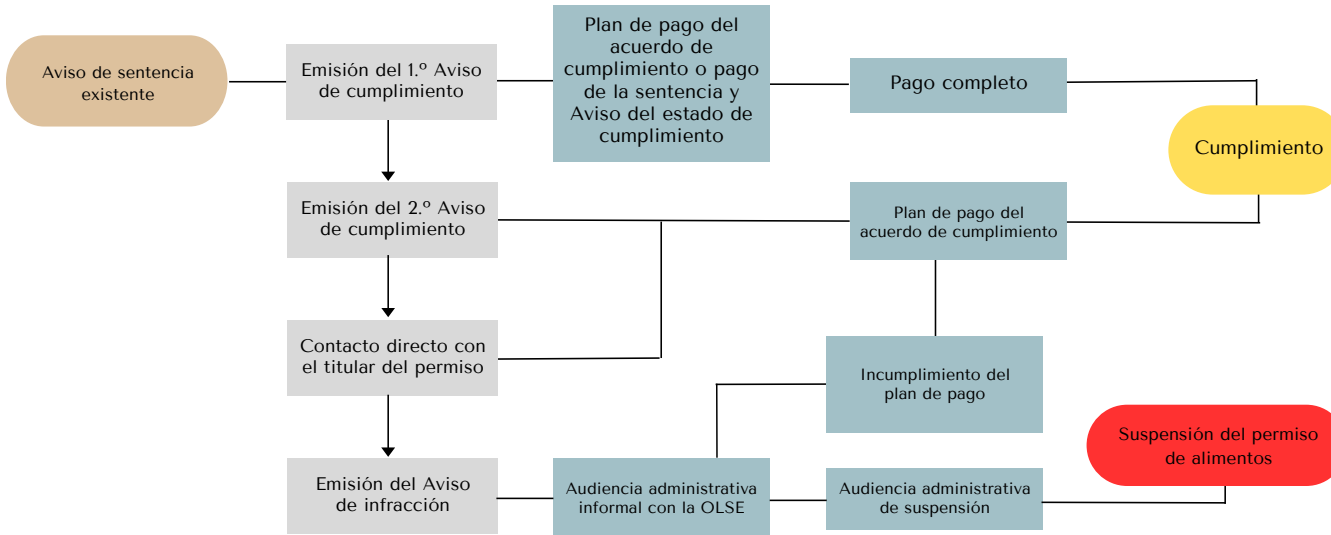 Aviso de sentencia
existente
Emisión del 1.º Aviso
de cumplimiento
Plan de pago del
acuerdo de
cumplimiento o pago
de la sentencia y
Aviso del estado de
cumplimiento
Pago completo
Cumplimiento
Emisión del 2.º Aviso
de cumplimiento
Plan de pago del
acuerdo de cumplimiento
Contacto directo con
el titular del permiso
Incumplimiento del
plan de pago
Suspensión del permiso
de alimentos
Emisión del Aviso
de infracción
Audiencia administrativa
informal con la OLSE
Audiencia administrativa
de suspensión